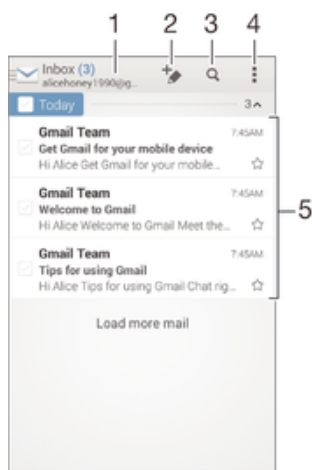 1 2 3 4
Inbox (3)
alicehoney1990@g...
Today 3
Gmail Team 7:45AM
Get Gmail for your mobile device
Hi Alice Get Gmail for your mobile...
Gmail Team 7:45AM
Welcome to Gmail
Hi Alice Welcome to Gmail Meet the...
5
Gmail Team 7:45AM
Tips for using Gmail
Hi Alice Tips for using Gmail Chat rig...
Load more mail